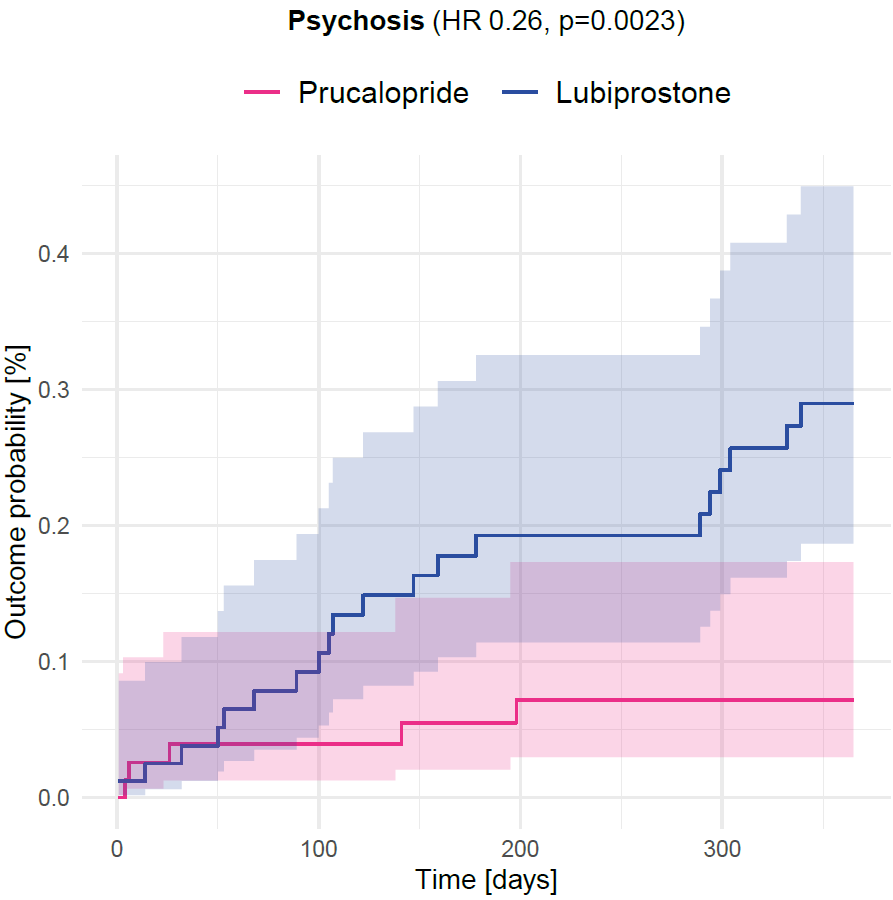 Psychosis (HR 0.26, p=0.0023)
Prucalopride Lubiprostone
Outcome probability [%]
0.4
0.3
0.2
0.1
0.0
0 100 200 300
Time [days]